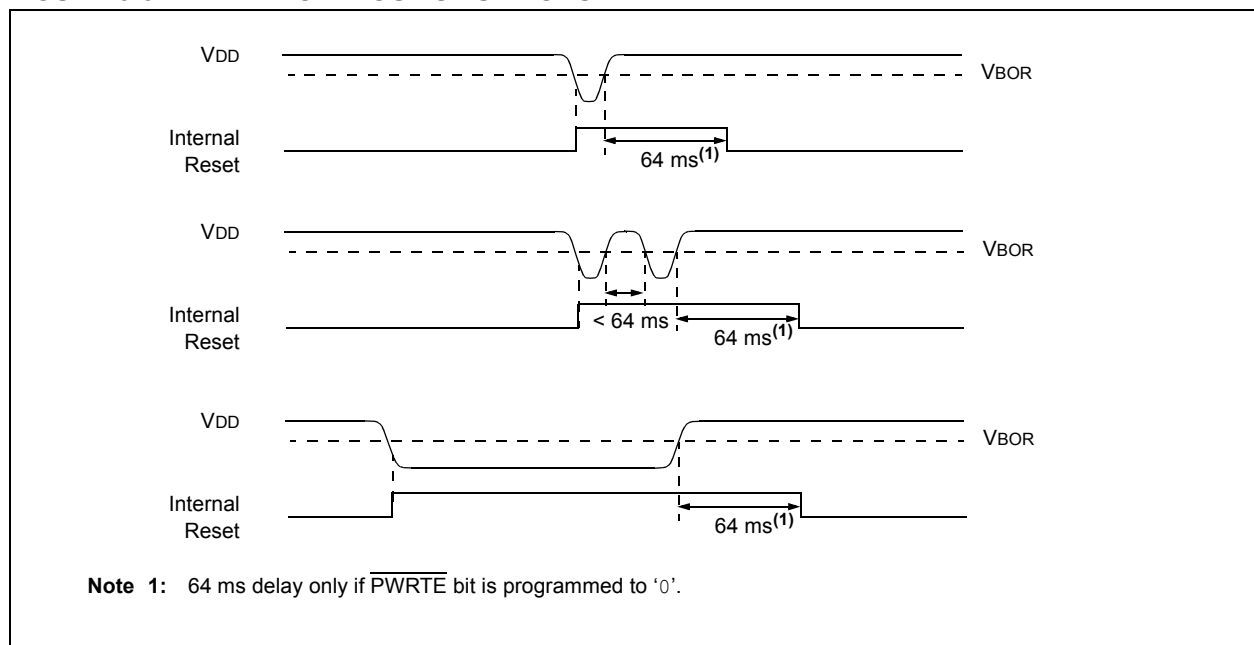 VDD
VBOR
Internal
Reset
64 ms(1)
VDD
VBOR
Internal
Reset
< 64 ms
64 ms(1)
VDD
VBOR
Internal
Reset
64 ms(1)
Note 1: 64 ms delay only if PWRTE bit is programmed to ‘0’.